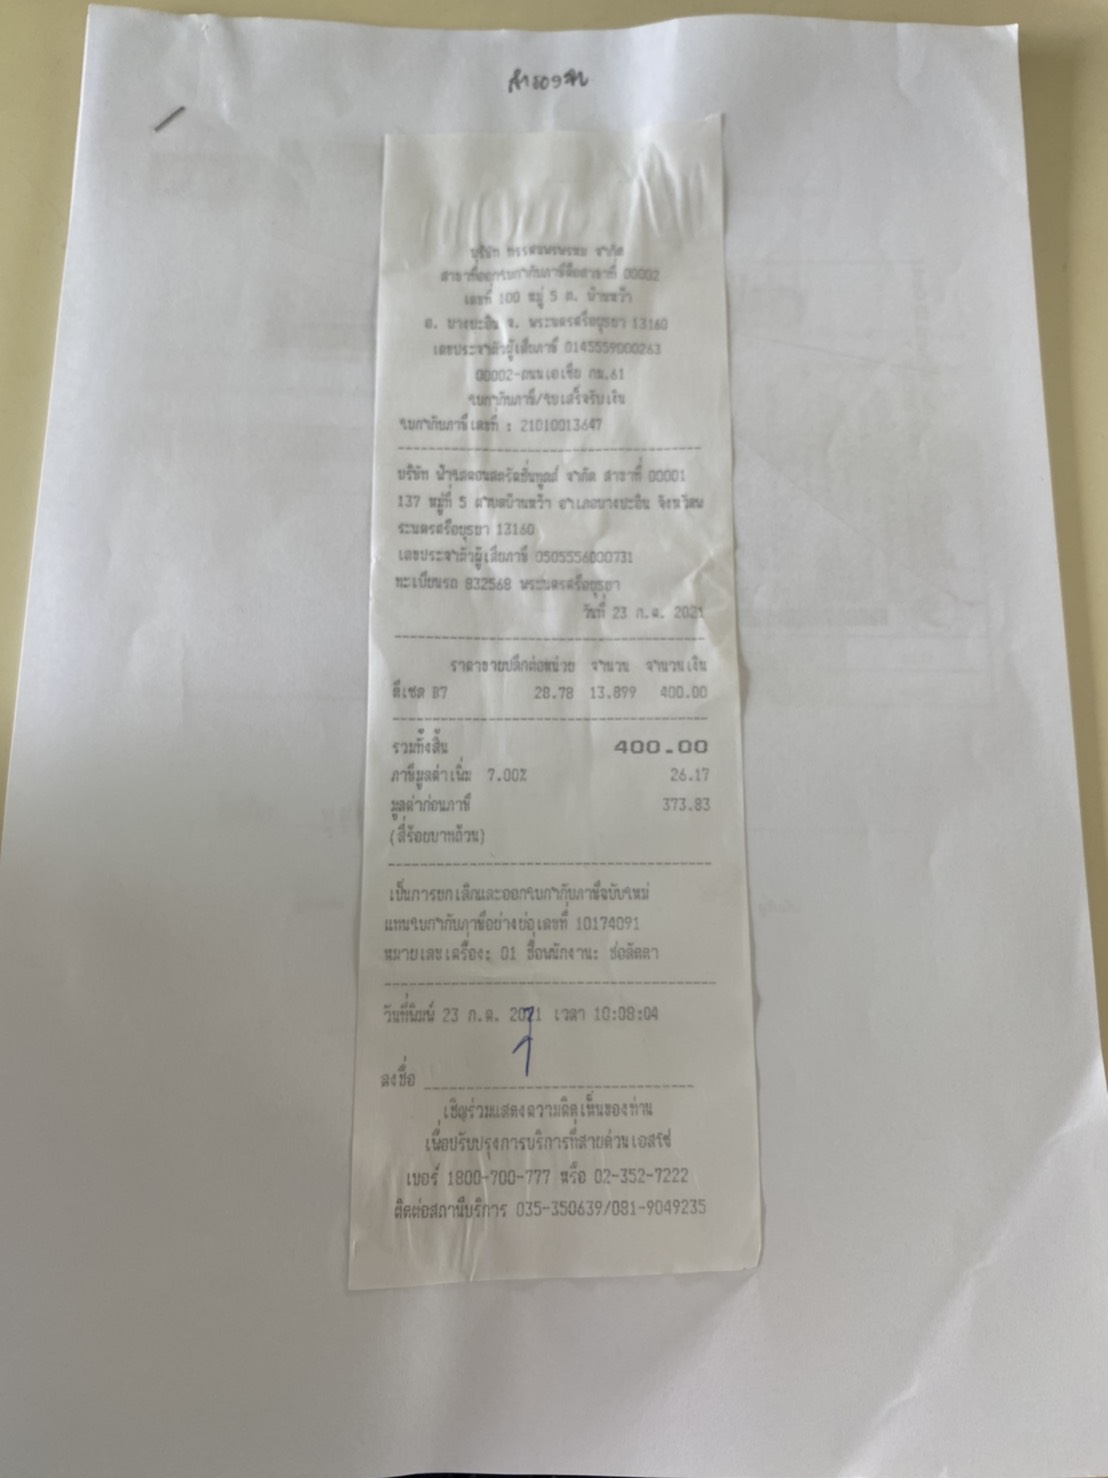 สำรองจ่าย
บริษัท จำกัด
สาขาที่ออกใบกำกับภาษีคือสาขาที่ 00002
เลขที่ 100 หมู่ 5 ต. บ้านหว้า
อ. บางปะอิน จ. พระนครศรีอยุธยา 13160
เลขประจำตัวผู้เสียภาษี 0145559000263
00002-ถนนเอเซีย กม.61
ใบกำกับภาษี/ใบเสร็จรับเงิน
ใบกำกับภาษีเลขที่ : 21010013647
บริษัท จำกัด สาขาที่ 00001
137 หมู่ที่ 5 ตำบลบ้านหว้า อำเภอบางปะอิน จังหวัดพ
ระนครศรีอยุธยา 13160
เลขประจำตัวผู้เสียภาษี 0505556000731
ทะเบียนรถ 832568 พระนครศรีอยุธยา
วันที่ 23 ก.ค. 2021
ราคาขายปลีกต่อหน่วย จำนวน จำนวนเงิน
ดีเซล B7 28.78 13.899 400.00
รวมทั้งสิ้น 400.00
ภาษีมูลค่าเพิ่ม 7.00% 26.17
มูลค่าก่อนภาษี 373.83
(สี่ร้อยบาทถ้วน)
เป็นการยกเลิกและออกใบกำกับภาษีฉบับใหม่
แทนใบกำกับภาษีอย่างย่อเลขที่ 10174091
หมายเลขเครื่อง: 01 ชื่อพนักงาน: ช่อลัดดา
วันที่พิมพ์ 23 ก.ค. 2021 เวลา 10:08:04
ลงชื่อ
เชิญร่วมแสดงความคิดเห็นของท่าน
เพื่อปรับปรุงการบริการที่สายด่วนเอสโซ่
เบอร์ 1800-700-777 หรือ 02-352-7222
ติดต่อสถานีบริการ 035-350639/081-9049235